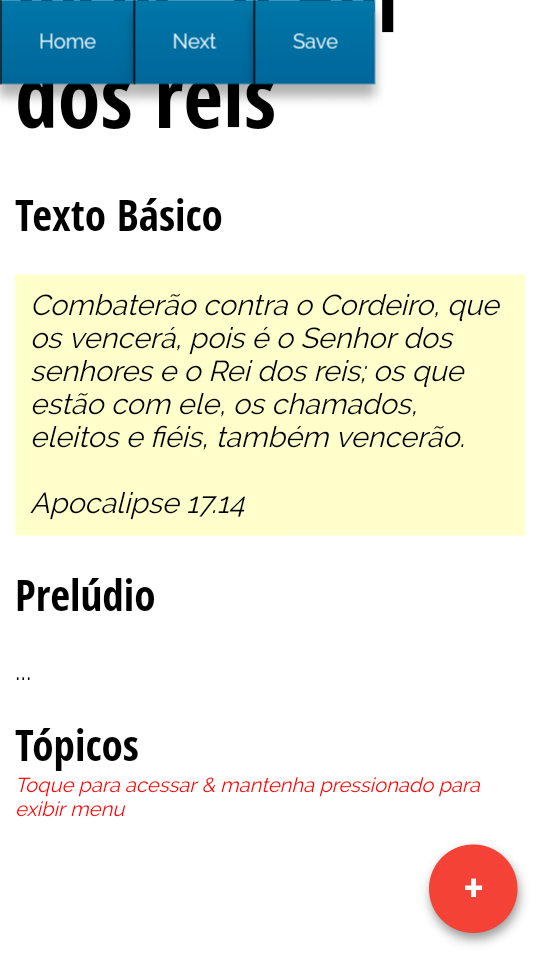 Home Next Save
dos reis
Texto Básico
Combaterão contra o Cordeiro, que
os vencerá, pois é o Senhor dos
senhores e o Rei dos reis; os que
estão com ele, os chamados,
eleitos e fiéis, também vencerão.
Apocalipse 17.14
Prelúdio
...
Tópicos
Toque para acessar & mantenha pressionado para
exibir menu
+